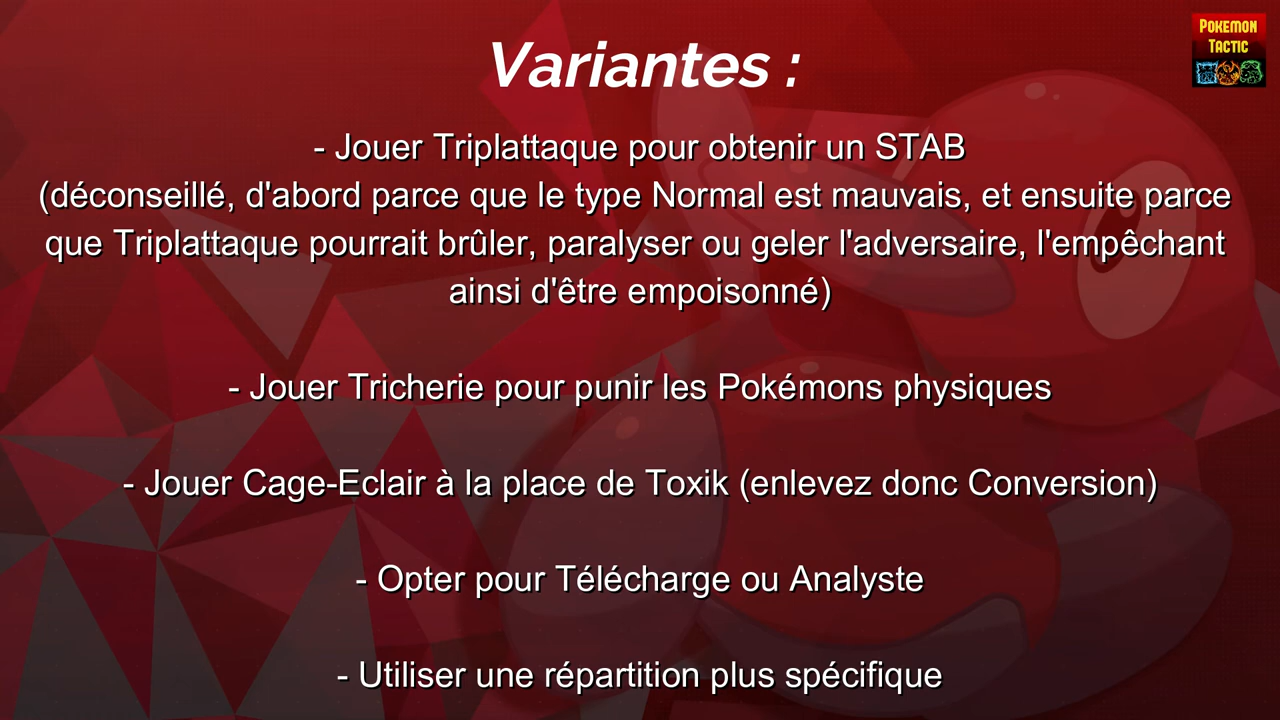 POKEMON
TACTIC
Variantes :
- Jouer Triplattaque pour obtenir un STAB
(déconseillé, d'abord parce que le type Normal est mauvais, et ensuite parce
que Triplattaque pourrait brûler, paralyser ou geler l'adversaire, l'empêchant
ainsi d'être empoisonné)
- Jouer Tricherie pour punir les Pokémons physiques
- Jouer Cage-Eclair à la place de Toxik (enlevez donc Conversion)
- Opter pour Télécharge ou Analyste
- Utiliser une répartition plus spécifique